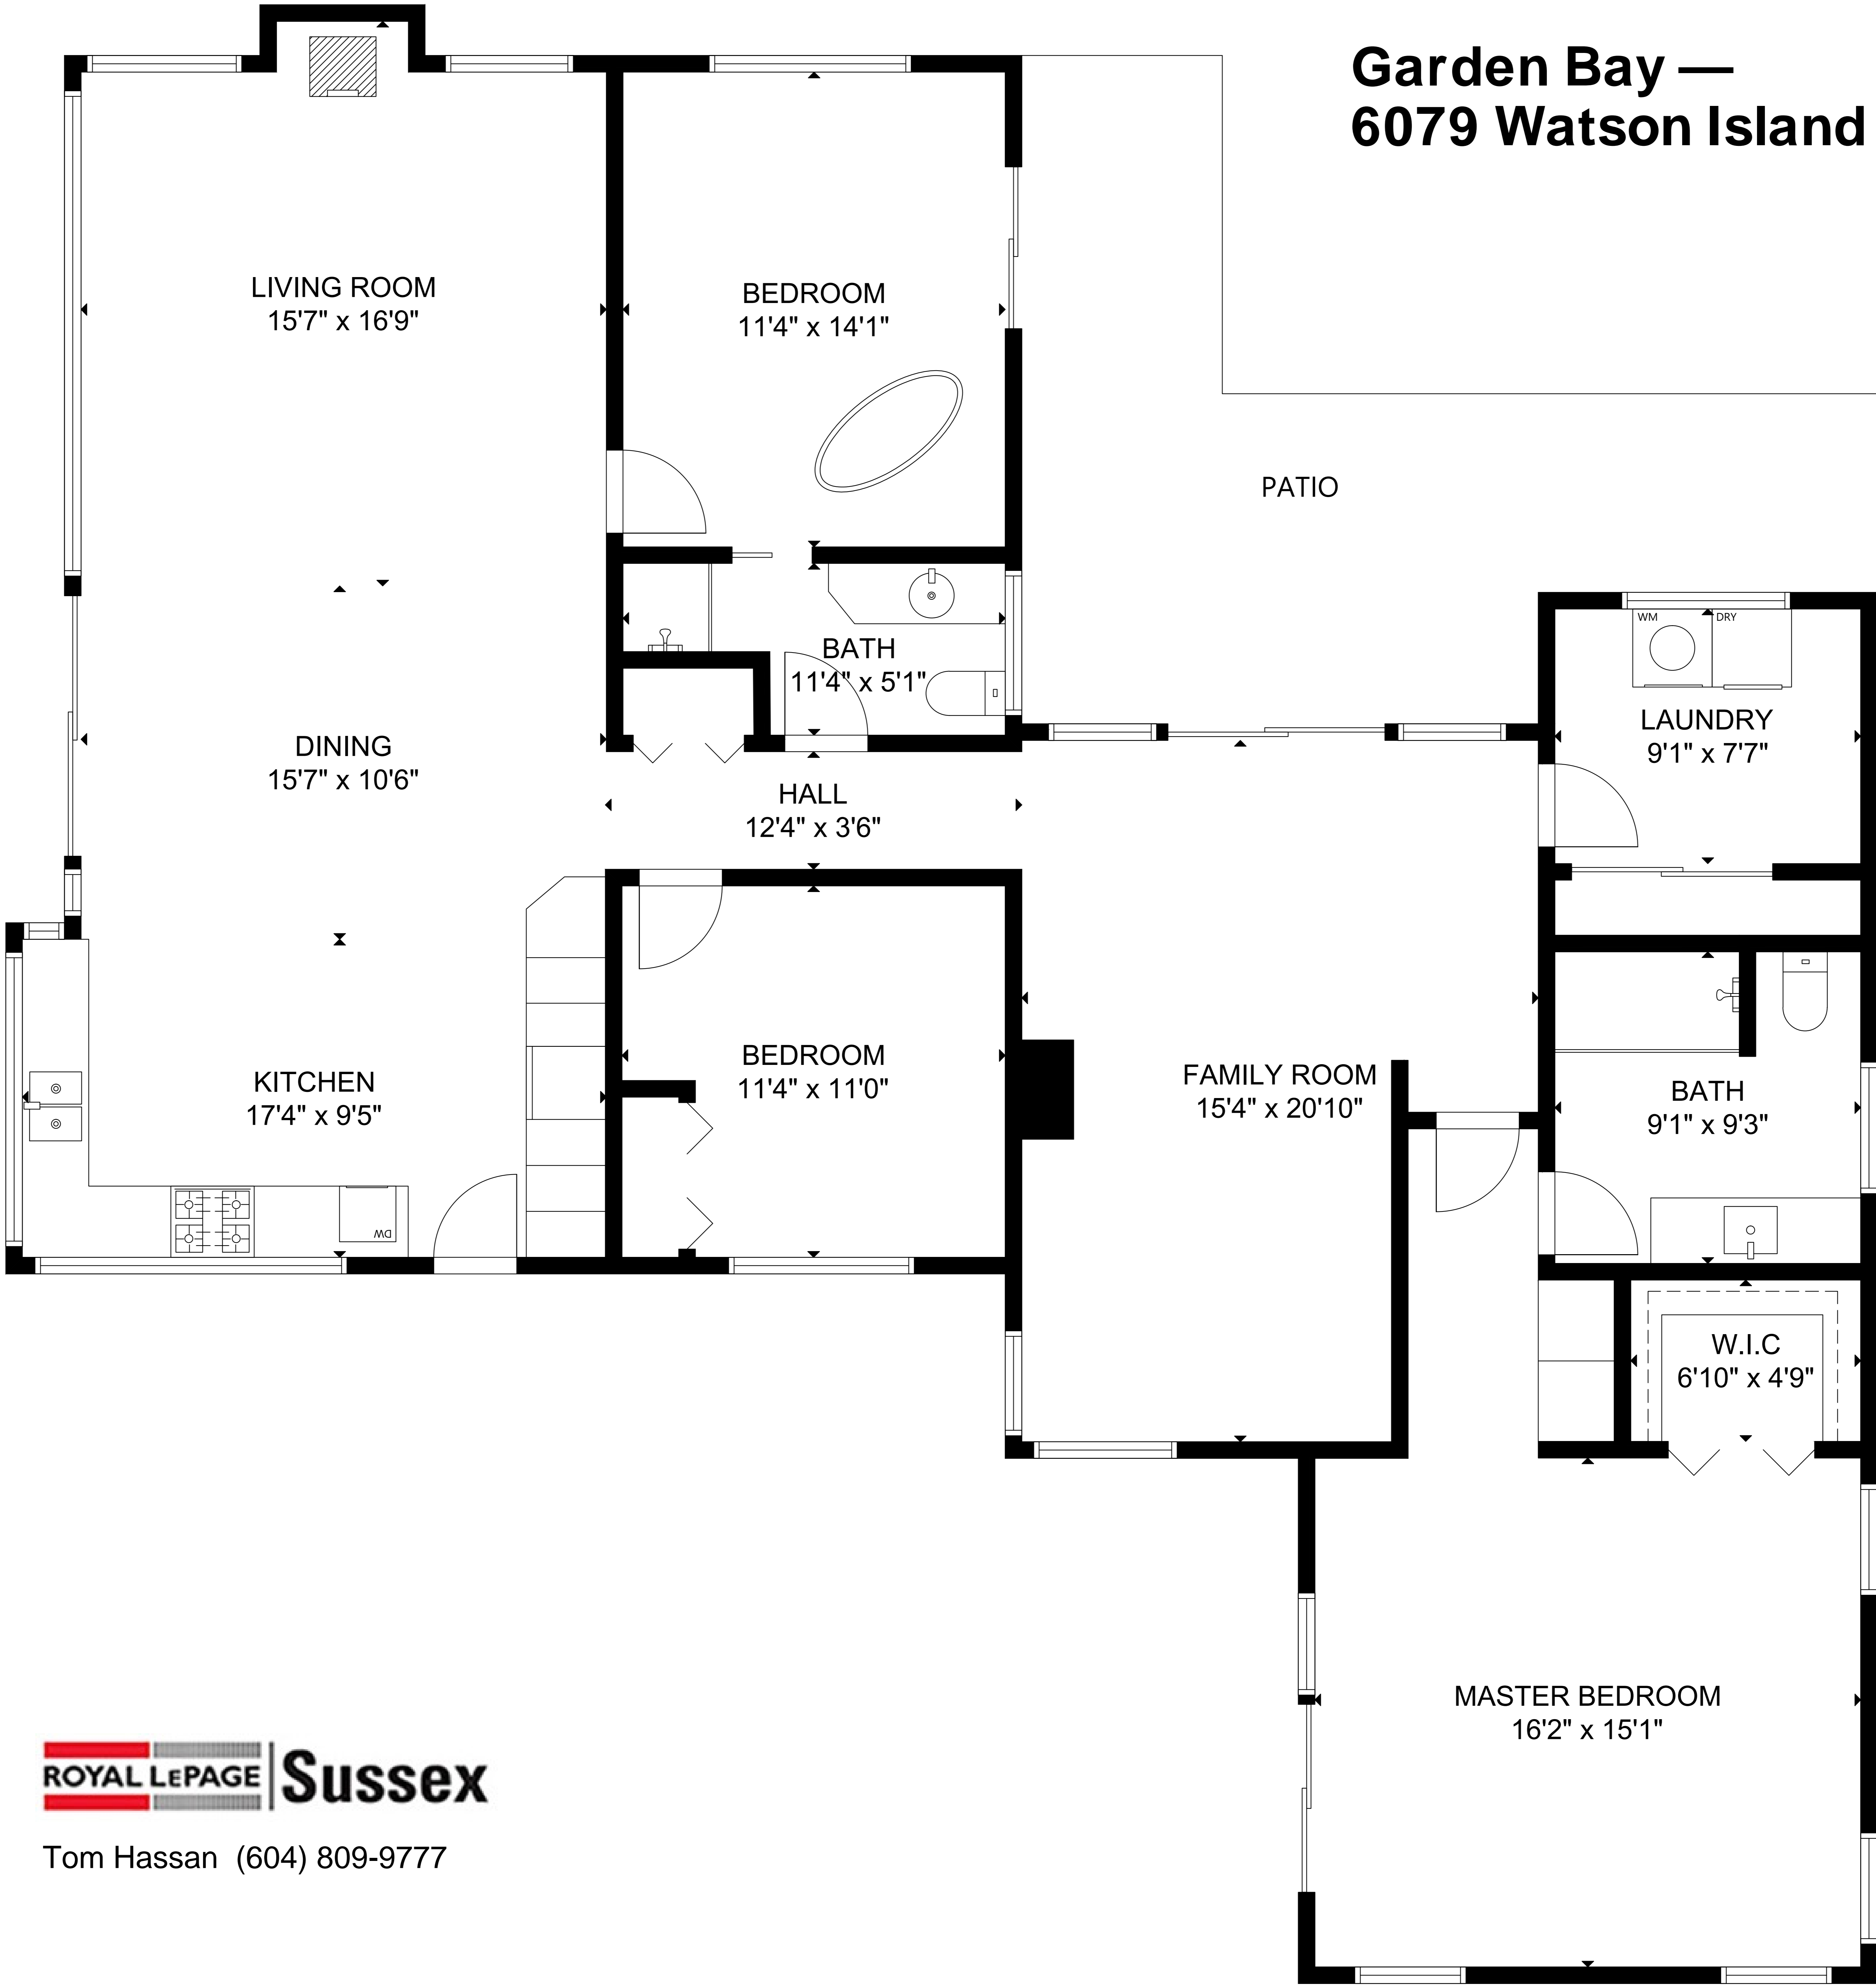 Garden Bay —
6079 Watson Island
LIVING ROOM
15'7" x 16'9"
BEDROOM
11'4" x 14'1"
PATIO
BATH
11'4" x 5'1"
WM
DRY
LAUNDRY
9'1" x 7'7"
DINING
15'7" x 10'6"
HALL
12'4" x 3'6"
KITCHEN
17'4" x 9'5"
DW
BEDROOM
11'4" x 11'0"
FAMILY ROOM
15'4" x 20'10"
BATH
9'1" x 9'3"
W.I.C
6'10" x 4'9"
MASTER BEDROOM
16'2" x 15'1"
ROYAL LEPAGE
Sussex
Tom Hassan (604) 809-9777